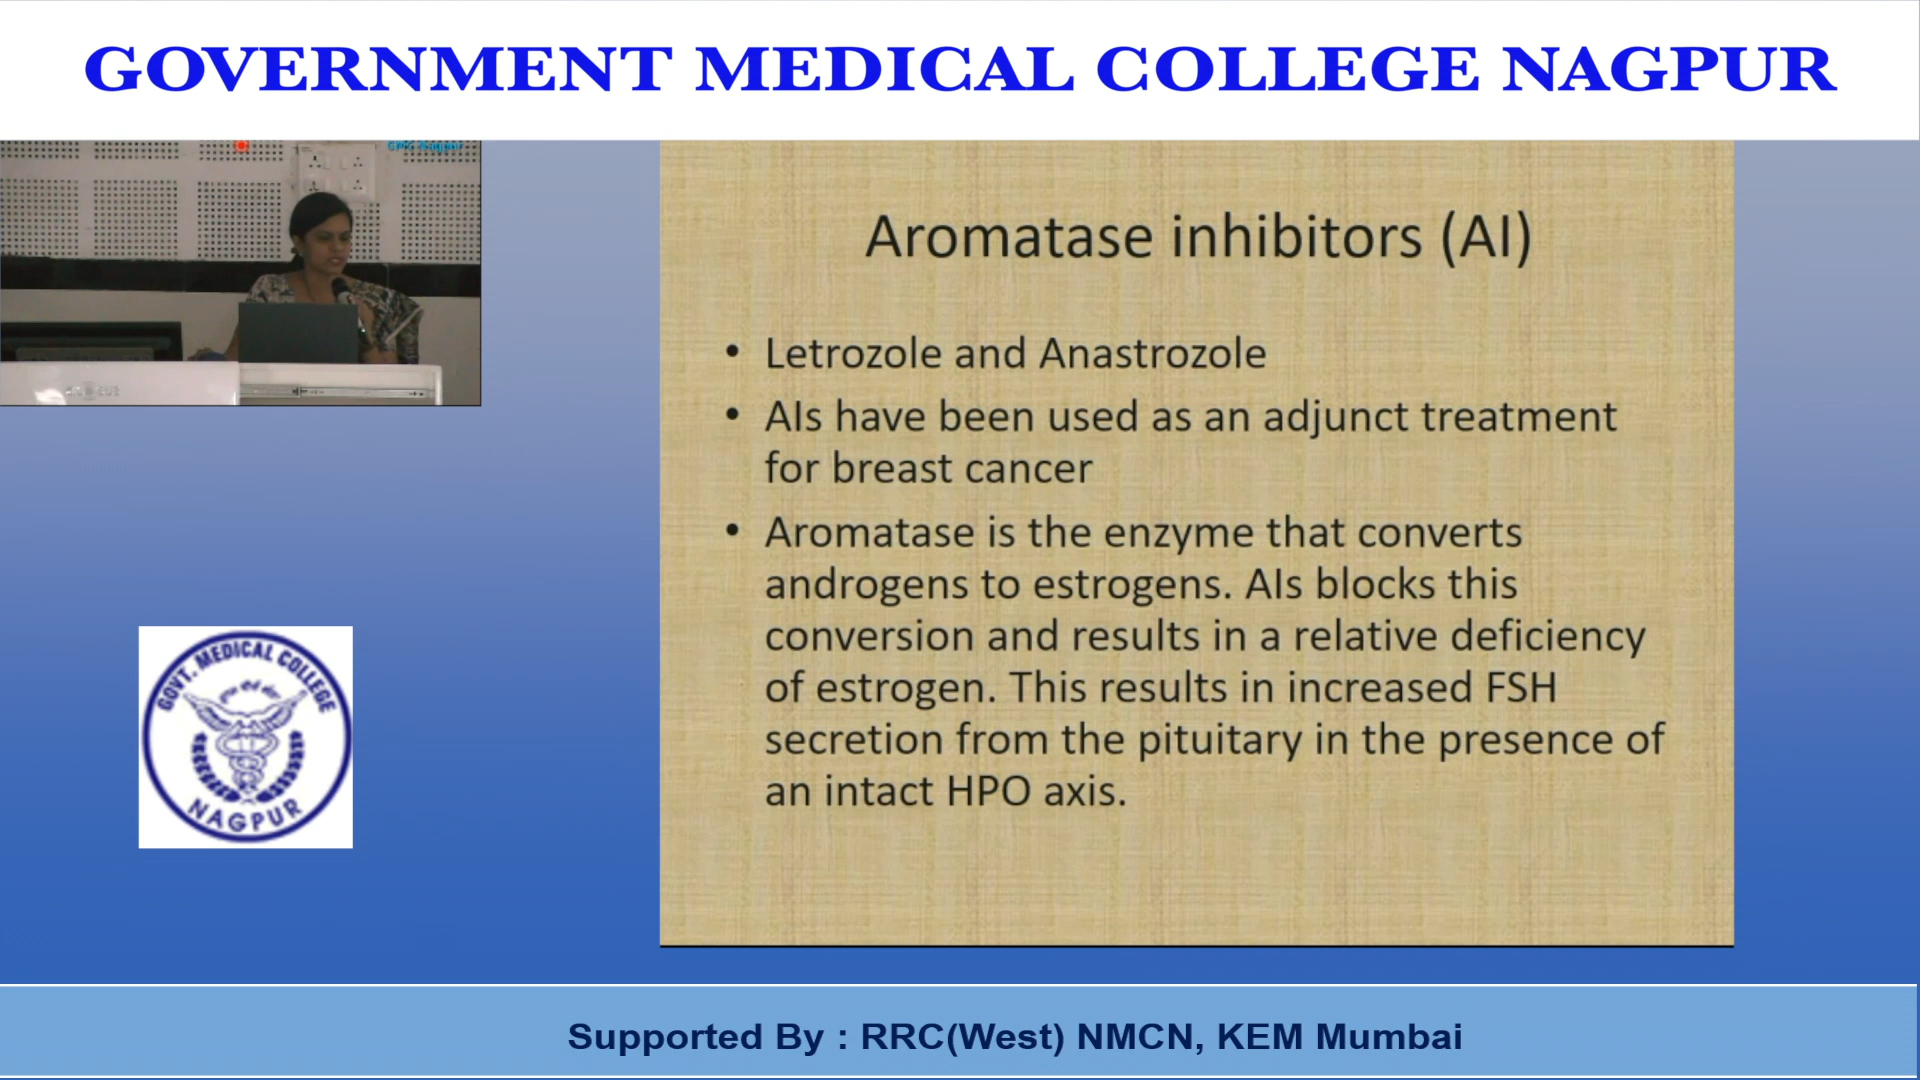 GOVERNMENT MEDICAL COLLEGE NAGPUR
GMC Nagpur
Aromatase inhibitors (AI)
• Letrozole and Anastrozole
• AIs have been used as an adjunct treatment
for breast cancer
• Aromatase is the enzyme that converts
androgens to estrogens. AIs blocks this
conversion and results in a relative deficiency
of estrogen. This results in increased FSH
secretion from the pituitary in the presence of
an intact HPO axis.
GOVT. MEDICAL COLLEGE
NAGPUR
Supported By : RRC(West) NMCN, KEM Mumbai